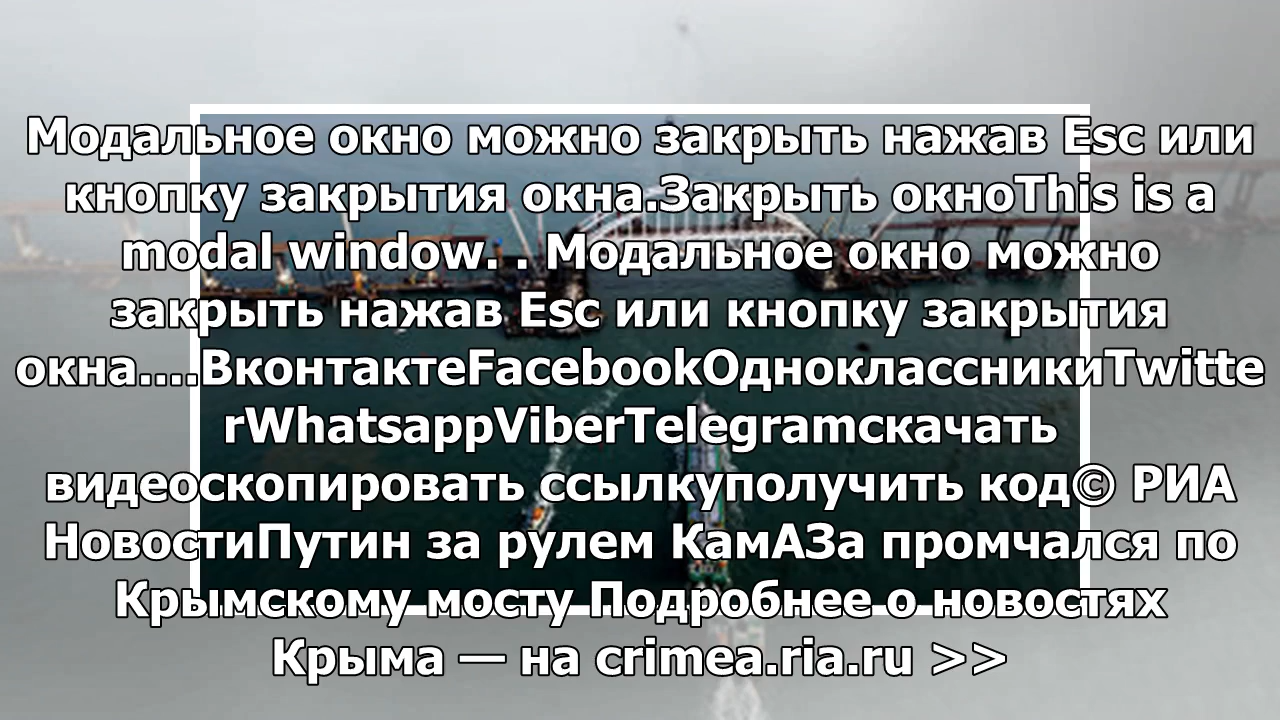 Модальное окно можно закрыть нажав Esc или
кнопку закрытия окна.Закрыть окноThis is a
modal window. . Модальное окно можно
закрыть нажав Esc или кнопку закрытия
окна....ВконтактеFacebookОдноклассникиTwitte
rWhatsappViberTelegramскачать
видеоскопировать ссылкуполучить код© РИА
НовостиПутин за рулем КамАЗа промчался по
Крымскому мосту Подробнее о новостях
Крыма — на crimea.ria.ru >>